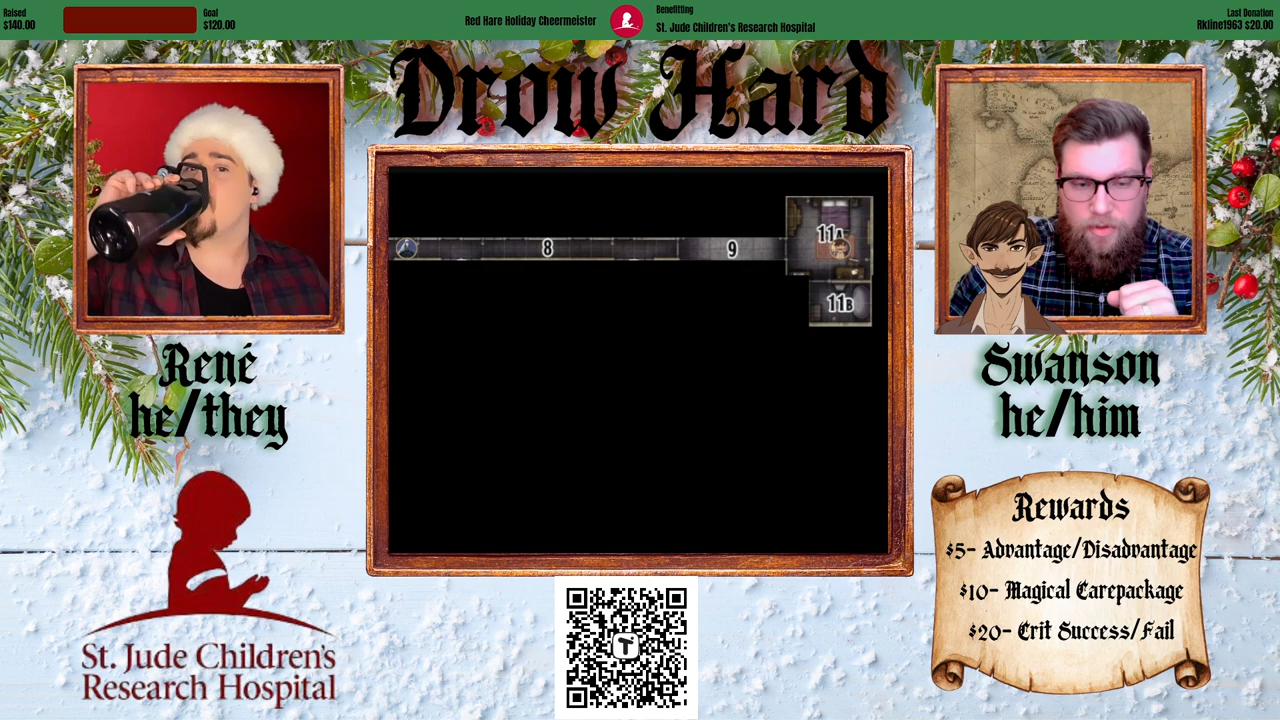 Raised
$140.00
Goal
$120.00
Red Hare Holiday Cheermeister
Benefitting
St. Jude Children's Research Hospital
Last Donation
Rkline1963 $20.00
Drow Hard
8
9
11A
11B
René
he/they
Swanson
he/him
St. Jude Children's
Research Hospital
T
Rewards
$5- Advantage/Disadvantage
$10- Magical Carepackage
$20- Crit Success/Fail